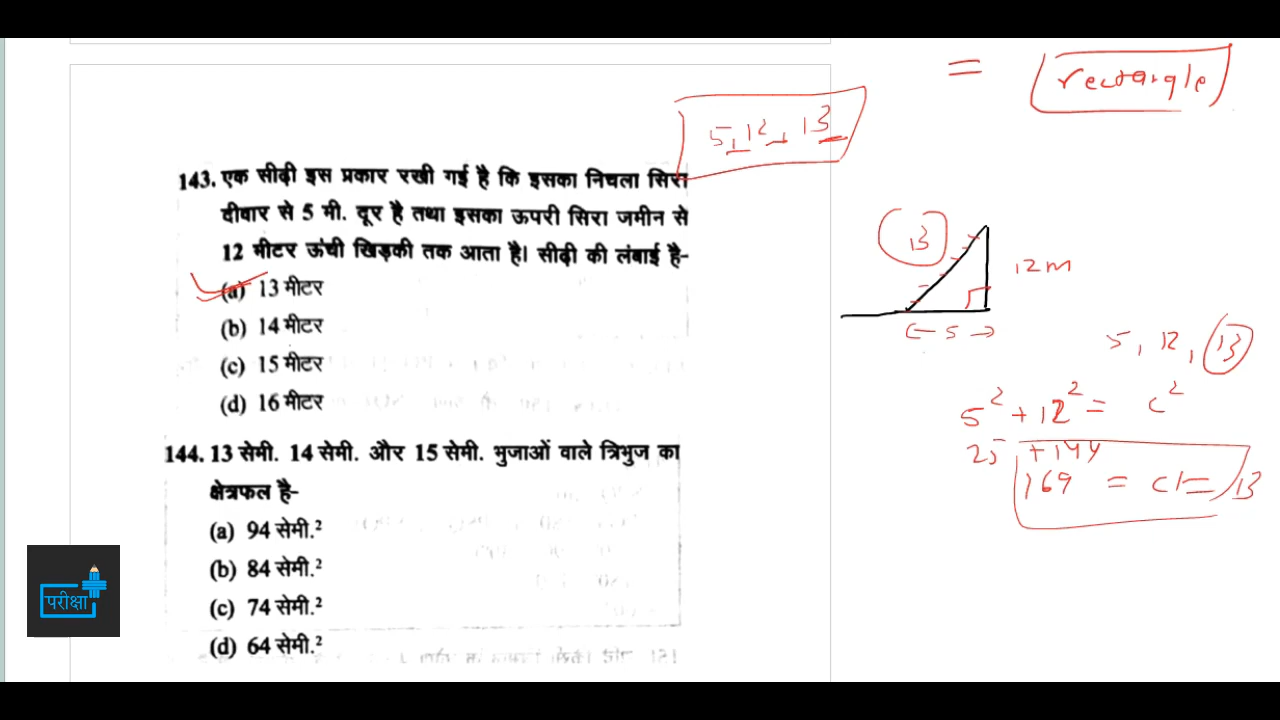 = rectangle
5, 12, 13
143. एक सीढ़ी इस प्रकार रखी गई है कि इसका निचला सिरा
दीवार से 5 मी. दूर है तथा इसका ऊपरी सिरा जमीन से
12 मीटर ऊंची खिड़की तक आता है। सीढ़ी की लंबाई है-
(a) 13 मीटर
(b) 14 मीटर
(c) 15 मीटर
(d) 16 मीटर
13
12m
5
5, 12, 13
5² + 12² = c²
25 + 144
169 = c = 13
144. 13 सेमी. 14 सेमी. और 15 सेमी. भुजाओं वाले त्रिभुज का
क्षेत्रफल है-
(a) 94 सेमी.²
(b) 84 सेमी.²
(c) 74 सेमी.²
(d) 64 सेमी.²
परीक्षा